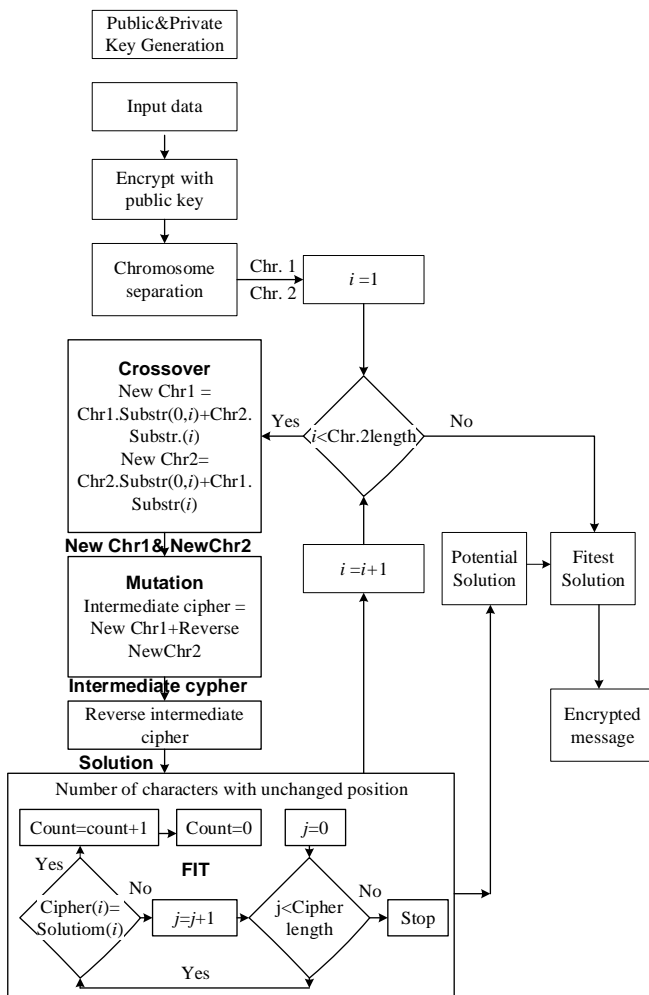 Public&Private
Key Generation
Input data
Encrypt with
public key
Chromosome
separation
Chr. 1
Chr. 2
i =1
Crossover
New Chr1 =
Chr1.Substr(0,i)+Chr2.
Substr.(i)
New Chr2=
Chr2.Substr(0,i)+Chr1.
Substr(i)
Yes
i<Chr.2length
No
New Chr1& NewChr2
Mutation
Intermediate cipher =
New Chr1+Reverse
NewChr2
i =i+1
Potential
Solution
Fitest
Solution
Intermediate cypher
Reverse intermediate
cipher
Encrypted
message
Solution
Number of characters with unchanged position
Count=count+1
Count=0
j=0
Yes
FIT
Cipher(i)=
Solutiom(i)
No
j=j+1
j<Cipher
length
No
Stop
Yes